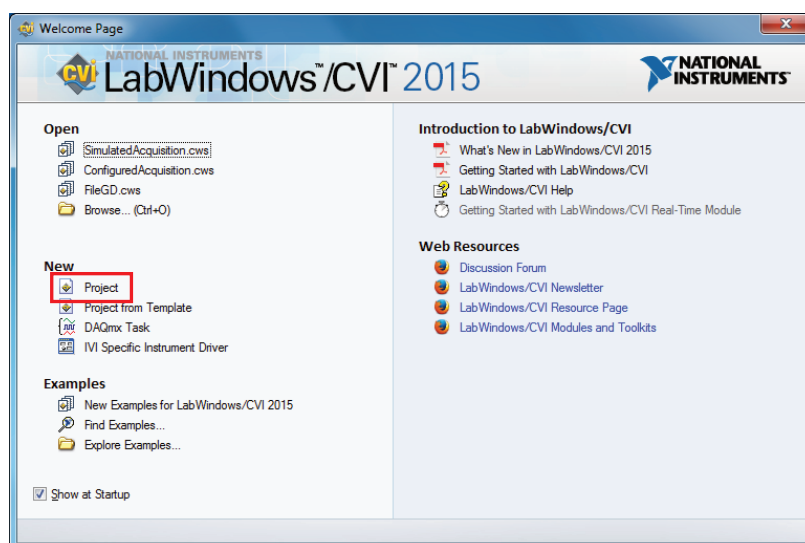 Welcome Page
NATIONAL INSTRUMENTS
LabWindows™/CVI™ 2015
NATIONAL
INSTRUMENTS™
Open
SimulatedAcquisition.cws
ConfiguredAcquisition.cws
FileGD.cws
Browse... (Ctrl+O)
New
Project
Project from Template
DAQmx Task
IVI Specific Instrument Driver
Examples
New Examples for LabWindows/CVI 2015
Find Examples...
Explore Examples...
Show at Startup
Introduction to LabWindows/CVI
What's New in LabWindows/CVI 2015
Getting Started with LabWindows/CVI
LabWindows/CVI Help
Getting Started with LabWindows/CVI Real-Time Module
Web Resources
Discussion Forum
LabWindows/CVI Newsletter
LabWindows/CVI Resource Page
LabWindows/CVI Modules and Toolkits